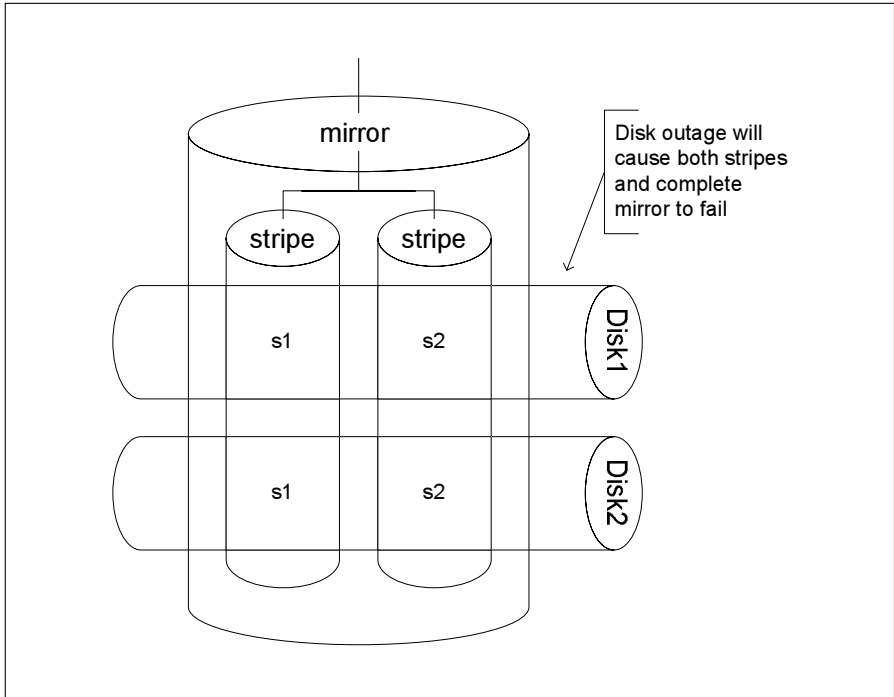 mirror
Disk outage will
cause both stripes
and complete
mirror to fail
stripe
stripe
s1
s2
Disk1
s1
s2
Disk2